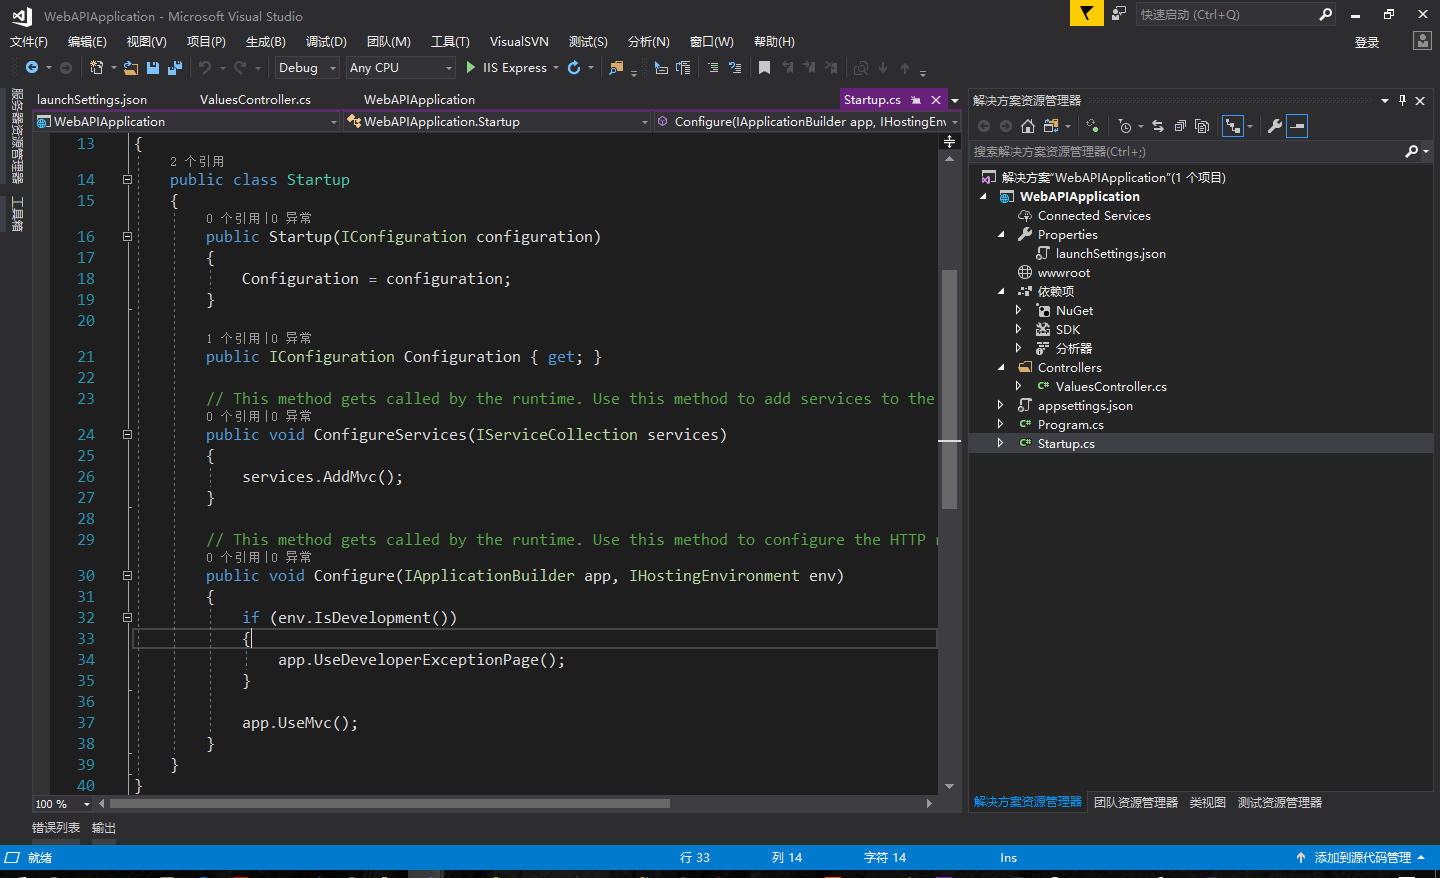 WebAPIApplication - Microsoft Visual Studio
快速启动 (Ctrl+Q)
文件(F) 编辑(E) 视图(V) 项目(P) 生成(B) 调试(D) 团队(M) 工具(T) VisualSVN 测试(S) 分析(N) 窗口(W) 帮助(H)
登录
Debug Any CPU IIS Express
服务器资源管理器
工具箱
launchSettings.json ValuesController.cs WebAPIApplication Startup.cs
WebAPIApplication WebAPIApplication.Startup Configure(IApplicationBuilder app, IHostingEnv
13 {
2 个引用
14 public class Startup
15 {
0 个引用|0 异常
16 public Startup(IConfiguration configuration)
17 {
18 Configuration = configuration;
19 }
20
1 个引用|0 异常
21 public IConfiguration Configuration { get; }
22
23 // This method gets called by the runtime. Use this method to add services to the
0 个引用|0 异常
24 public void ConfigureServices(IServiceCollection services)
25 {
26 services.AddMvc();
27 }
28
29 // This method gets called by the runtime. Use this method to configure the HTTP
0 个引用|0 异常
30 public void Configure(IApplicationBuilder app, IHostingEnvironment env)
31 {
32 if (env.IsDevelopment())
33 {
34 app.UseDeveloperExceptionPage();
35 }
36
37 app.UseMvc();
38 }
39 }
40 }
100 %
解决方案资源管理器
搜索解决方案资源管理器(Ctrl+;)
解决方案"WebAPIApplication"(1 个项目)
WebAPIApplication
Connected Services
Properties
launchSettings.json
wwwroot
依赖项
NuGet
SDK
分析器
Controllers
C# ValuesController.cs
appsettings.json
C# Program.cs
C# Startup.cs
解决方案资源管理器 团队资源管理器 类视图 测试资源管理器
错误列表 输出
就绪 行 33 列 14 字符 14 Ins 添加到源代码管理